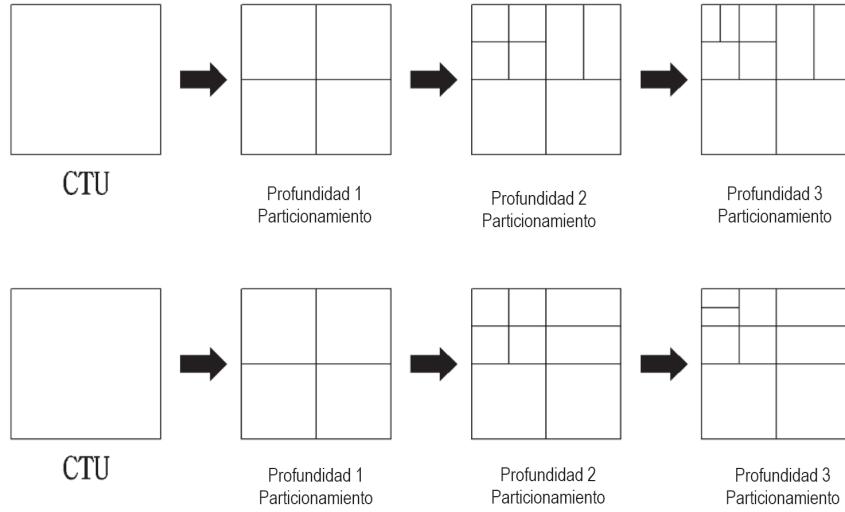 CTU
Profundidad 1
Particionamiento
Profundidad 2
Particionamiento
Profundidad 3
Particionamiento
CTU
Profundidad 1
Particionamiento
Profundidad 2
Particionamiento
Profundidad 3
Particionamiento